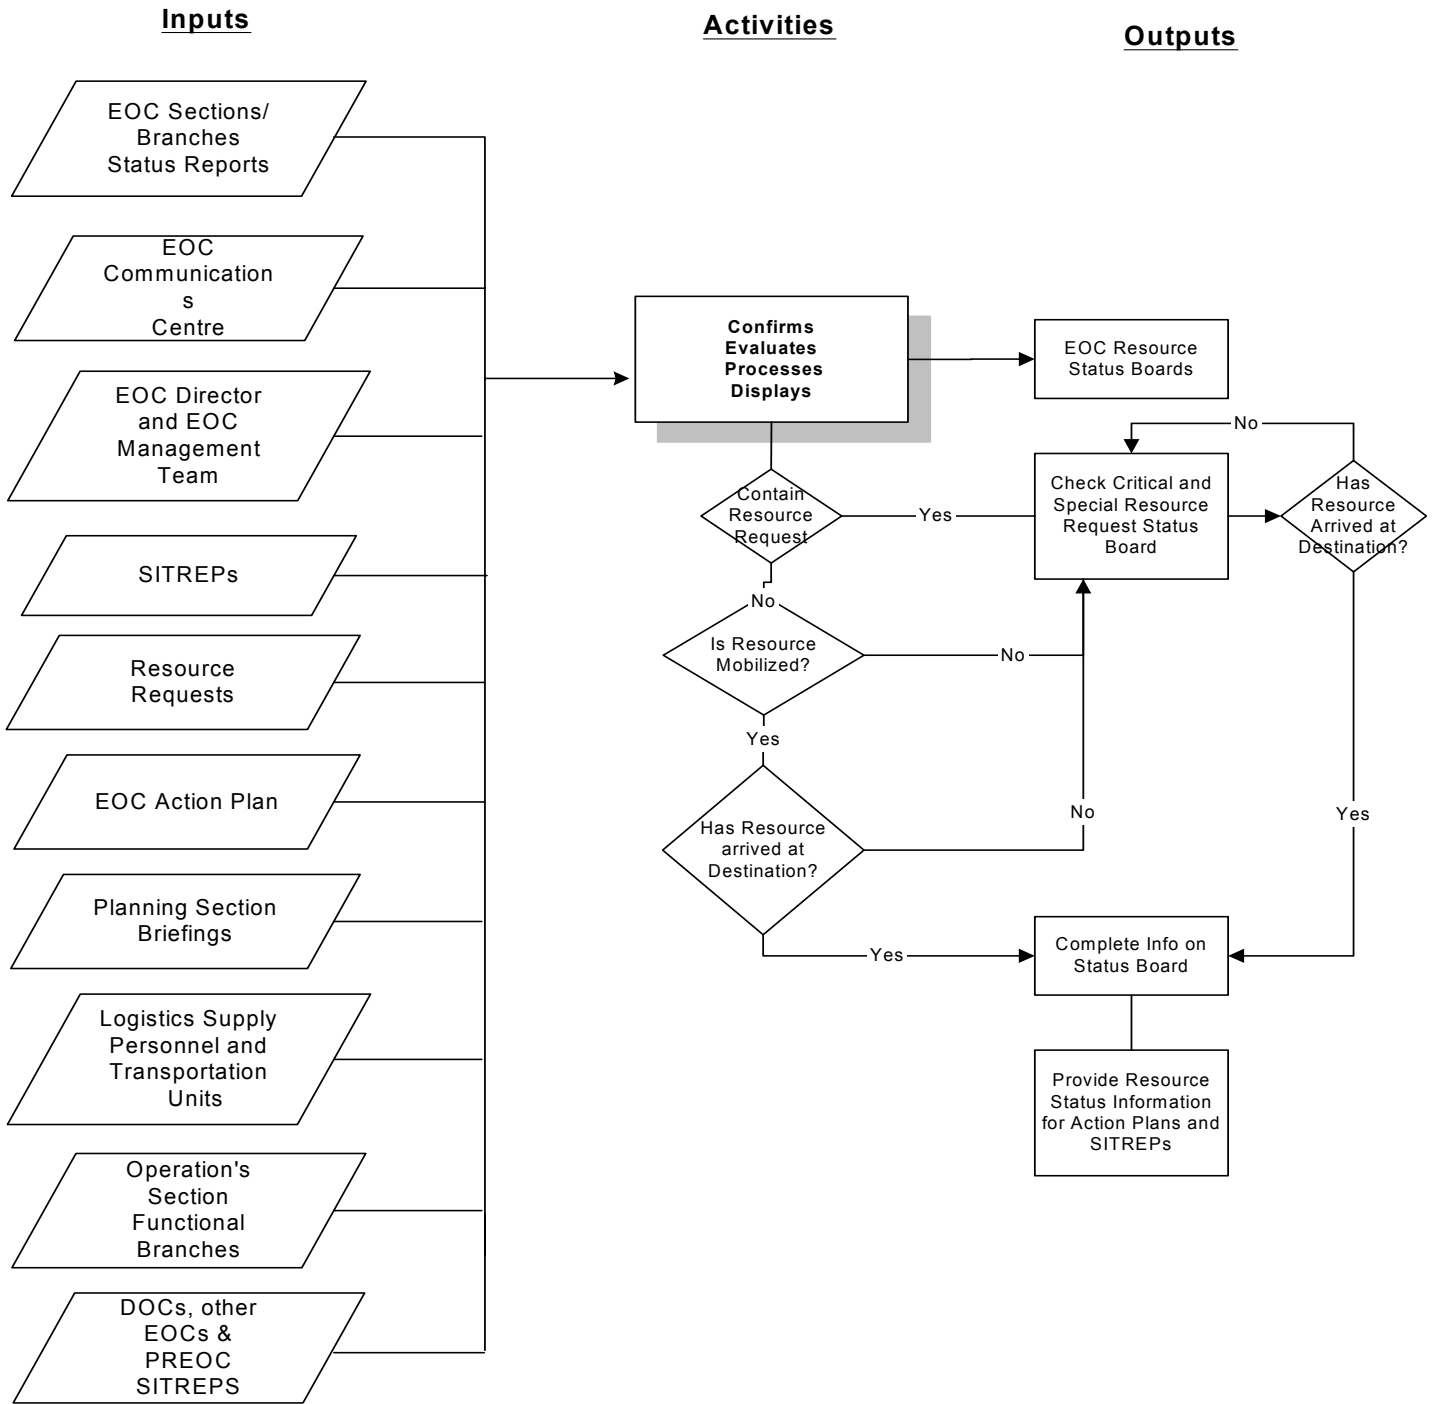 Inputs
Activities
Outputs
EOC Sections/
Branches
Status Reports
EOC
Communication
s
Centre
EOC Director
and EOC
Management
Team
SITREPs
Resource
Requests
EOC Action Plan
Planning Section
Briefings
Logistics Supply
Personnel and
Transportation
Units
Operation's
Section
Functional
Branches
DOCs, other
EOCs &
PREOC
SITREPS
Confirms
Evaluates
Processes
Displays
Contain
Resource
Request
Yes
No
Is Resource
Mobilized?
No
Yes
Has Resource
arrived at
Destination?
No
Yes
EOC Resource
Status Boards
No
Check Critical and
Special Resource
Request Status
Board
Has
Resource
Arrived at
Destination?
Yes
Complete Info on
Status Board
Provide Resource
Status Information
for Action Plans and
SITREPs